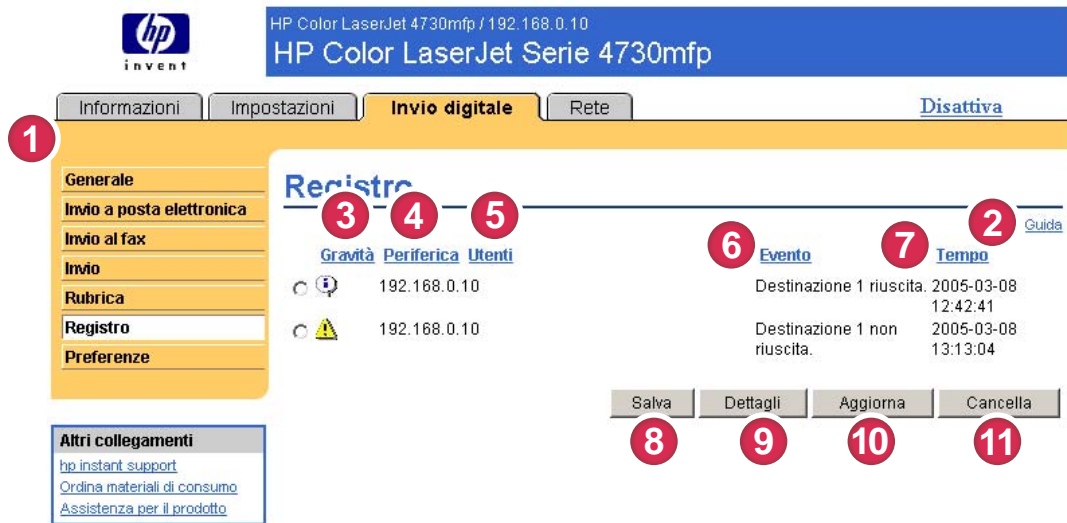 hp
invent
HP Color LaserJet 4730mfp / 192.168.0.10
HP Color LaserJet Serie 4730mfp
Informazioni
Impostazioni
Invio digitale
Rete
Disattiva
1
Generale
Invio a posta elettronica
Invio al fax
Invio
Rubrica
Registro
Preferenze
Registro
2
Guida
3
4
5
6
7
Gravità Periferica Utenti Evento Tempo
192.168.0.10 Destinazione 1 riuscita. 2005-03-08
12:42:41
192.168.0.10 Destinazione 1 non 2005-03-08
riuscita. 13:13:04
Salva
Dettagli
Aggiorna
Cancella
8
9
10
11
Altri collegamenti
hp instant support
Ordina materiali di consumo
Assistenza per il prodotto